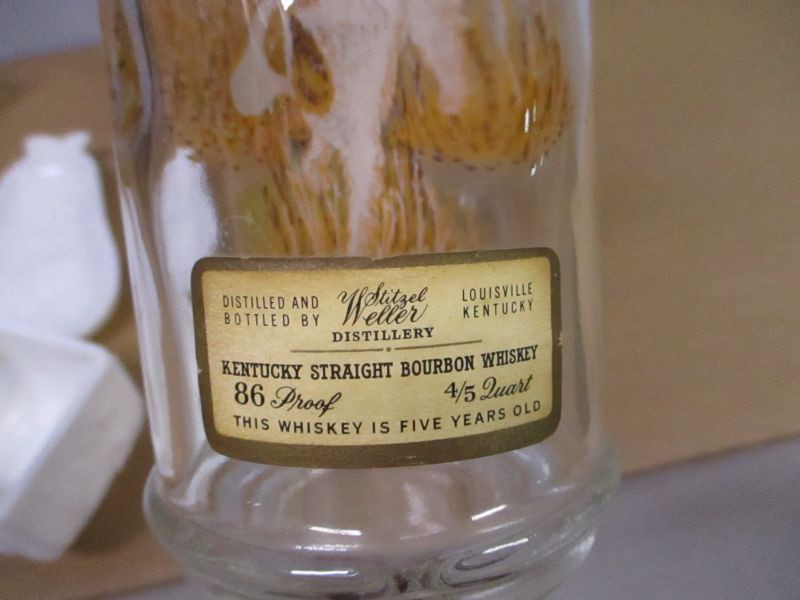 DISTILLED AND
BOTTLED BY
Stitzel
Weller
DISTILLERY
LOUISVILLE
KENTUCKY
KENTUCKY STRAIGHT BOURBON WHISKEY
86 Proof 4/5 Quart
THIS WHISKEY IS FIVE YEARS OLD